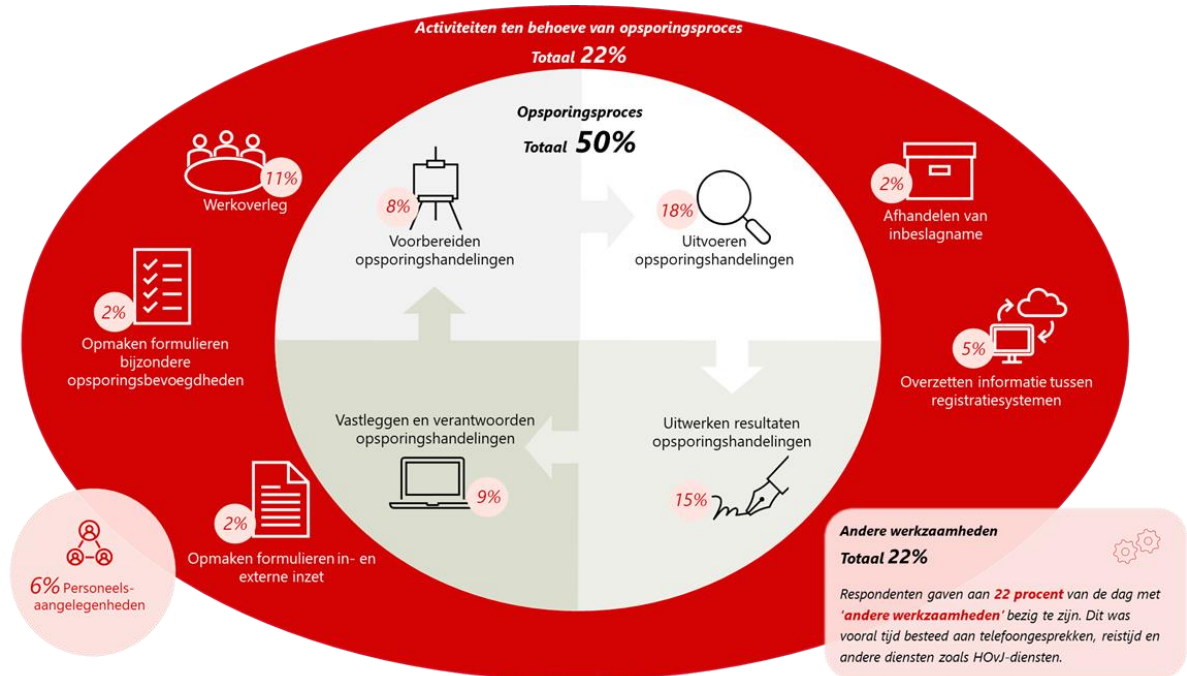 Activiteiten ten behoeve van opsporingsproces
Totaal 22%
Opsporingsproces
Totaal 50%
11%
Werkoverleg
8%
Voorbereiden
opsporingshandelingen
18%
Uitvoeren
opsporingshandelingen
2%
Afhandelen van
inbeslagname
2%
Opmaken formulieren
bijzondere
opsporingsbevoegdheden
5%
Overzetten informatie tussen
registratiesystemen
Vastleggen en verantwoorden
opsporingshandelingen
9%
Uitwerken resultaten
opsporingshandelingen
15%
2%
Opmaken formulieren in- en
externe inzet
6% Personeels-
aangelegenheden
Andere werkzaamheden
Totaal 22%
Respondenten gaven aan 22 procent van de dag met
'andere werkzaamheden' bezig te zijn. Dit was
vooral tijd besteed aan telefoongesprekken, reistijd en
andere diensten zoals HOvJ-diensten.